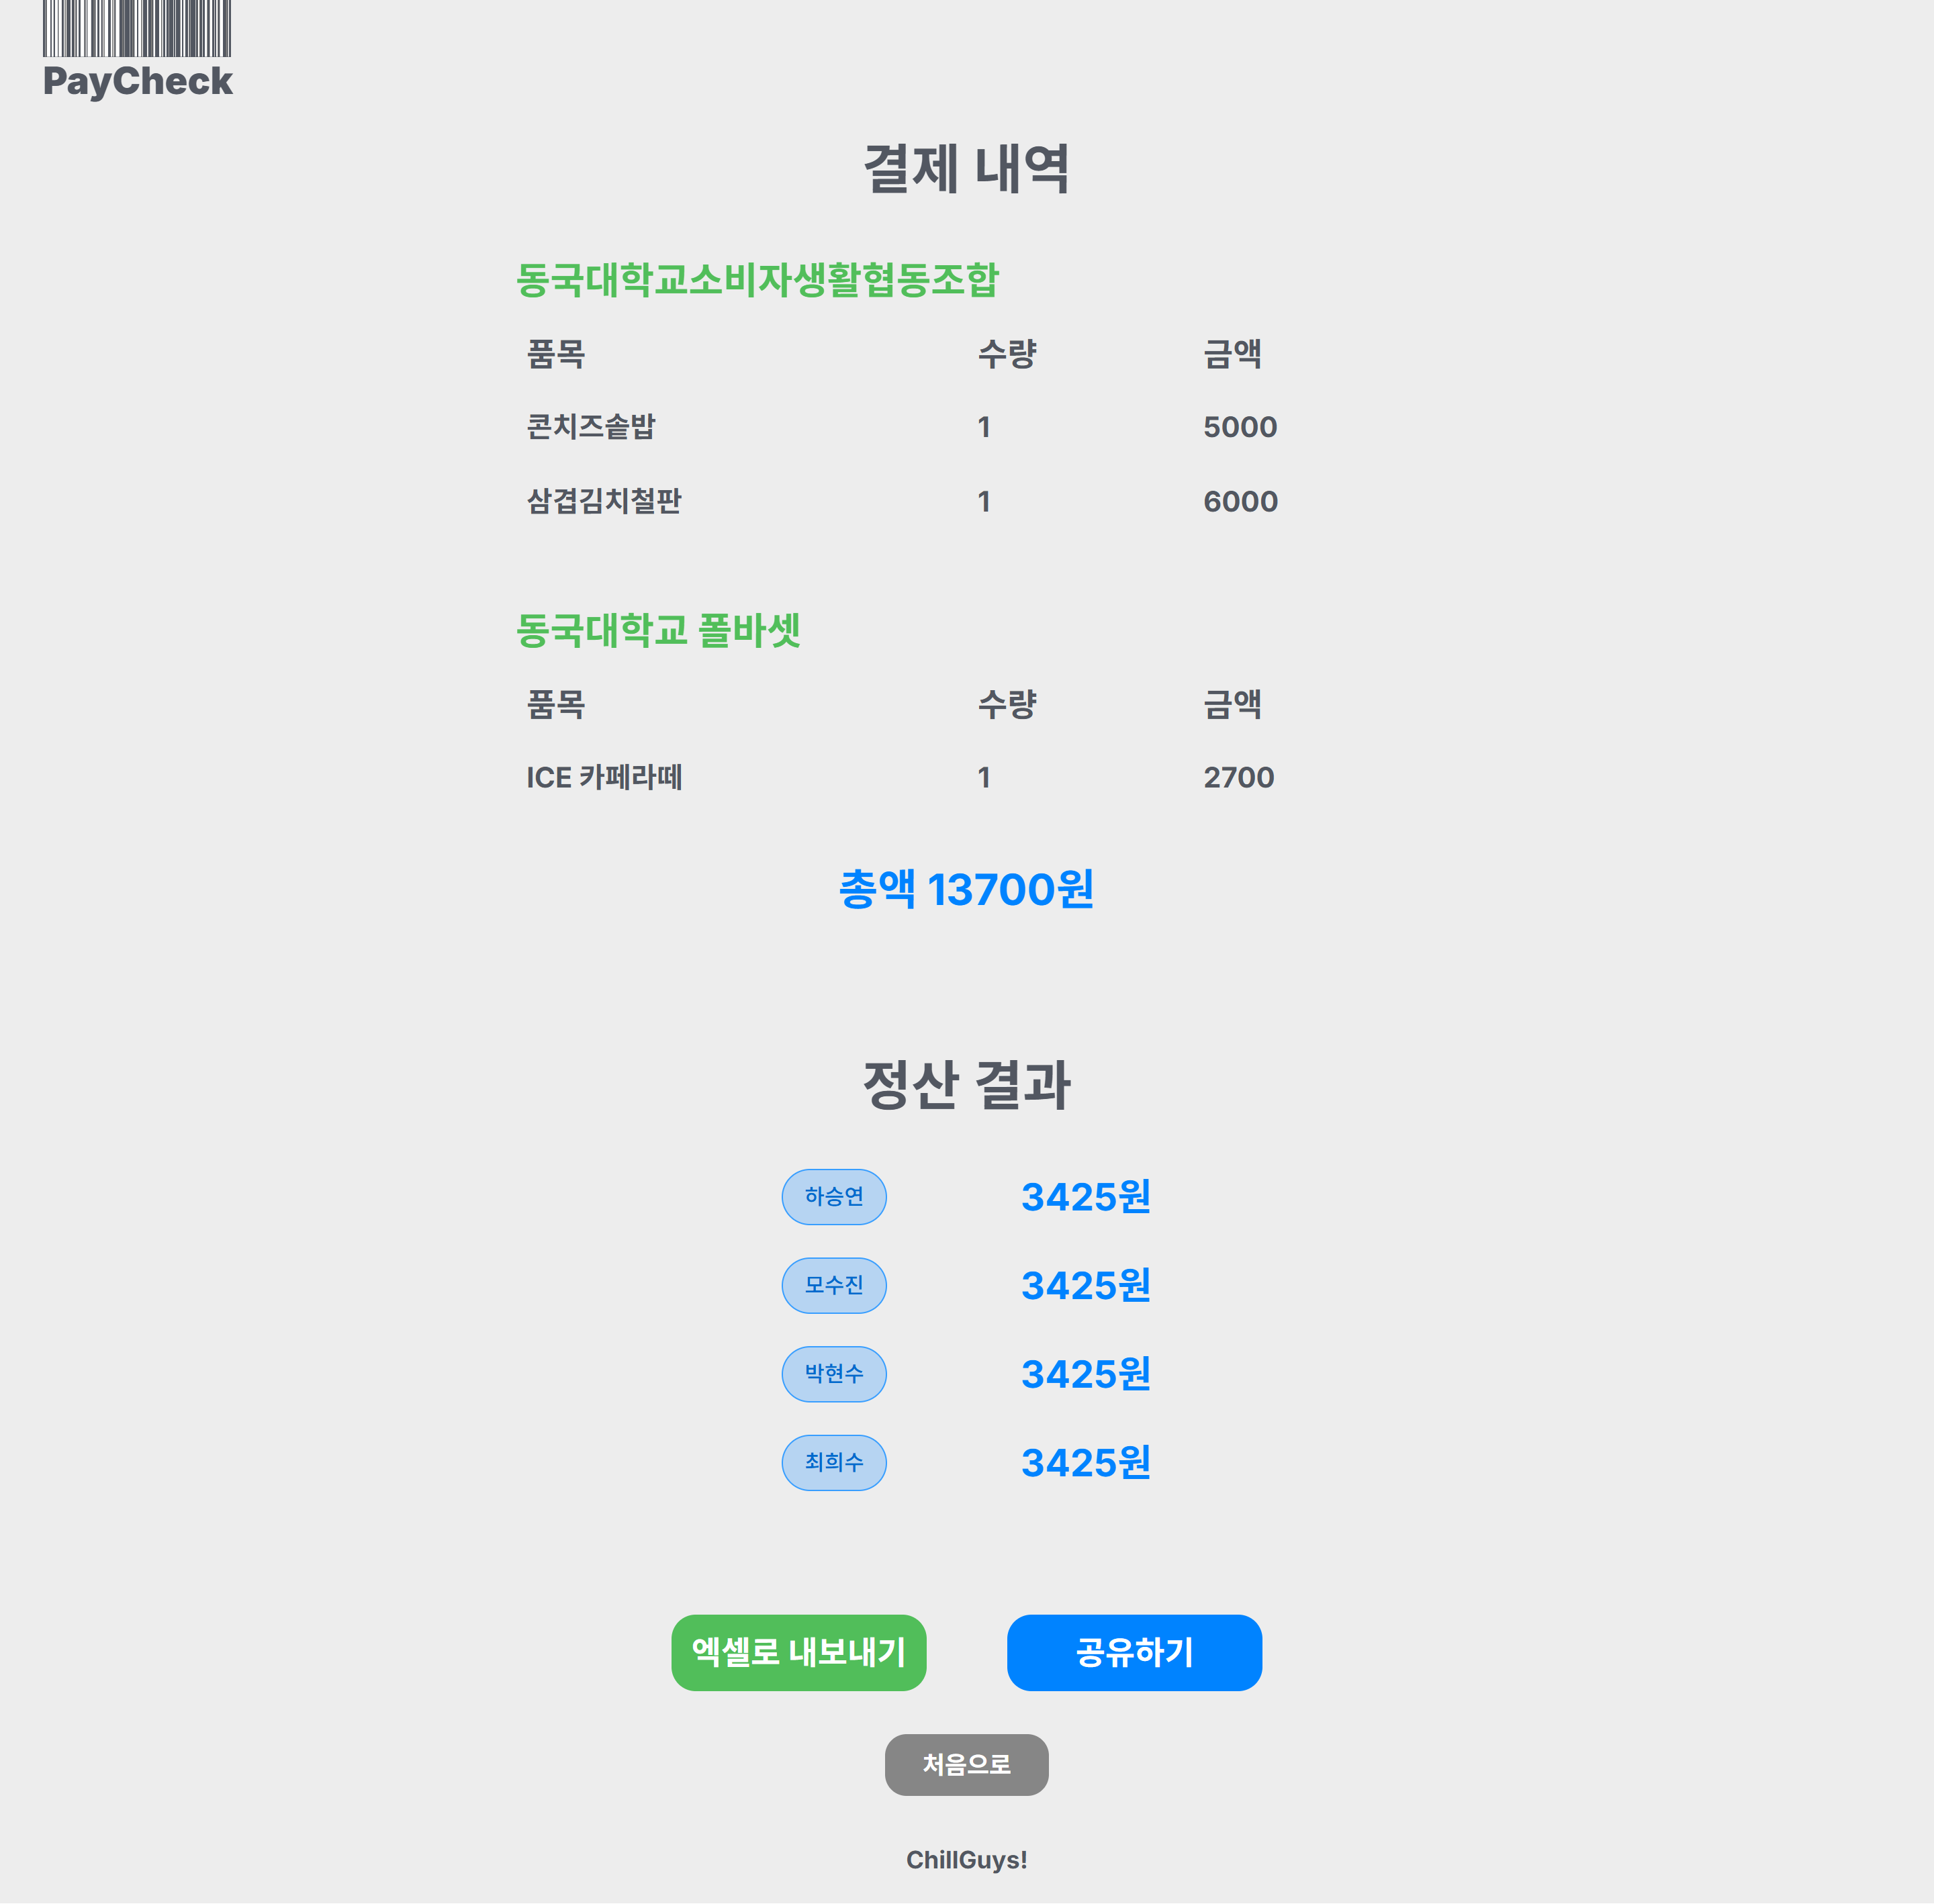 PayCheck
결제 내역
동국대학교소비자생활협동조합
품목 수량 금액
콘치즈솥밥 1 5000
삼겹김치철판 1 6000
동국대학교 폴바셋
품목 수량 금액
ICE 카페라떼 1 2700
총액 13700원
정산 결과
하승연 3425원
모수진 3425원
박현수 3425원
최희수 3425원
엑셀로 내보내기 공유하기
처음으로
ChillGuys!